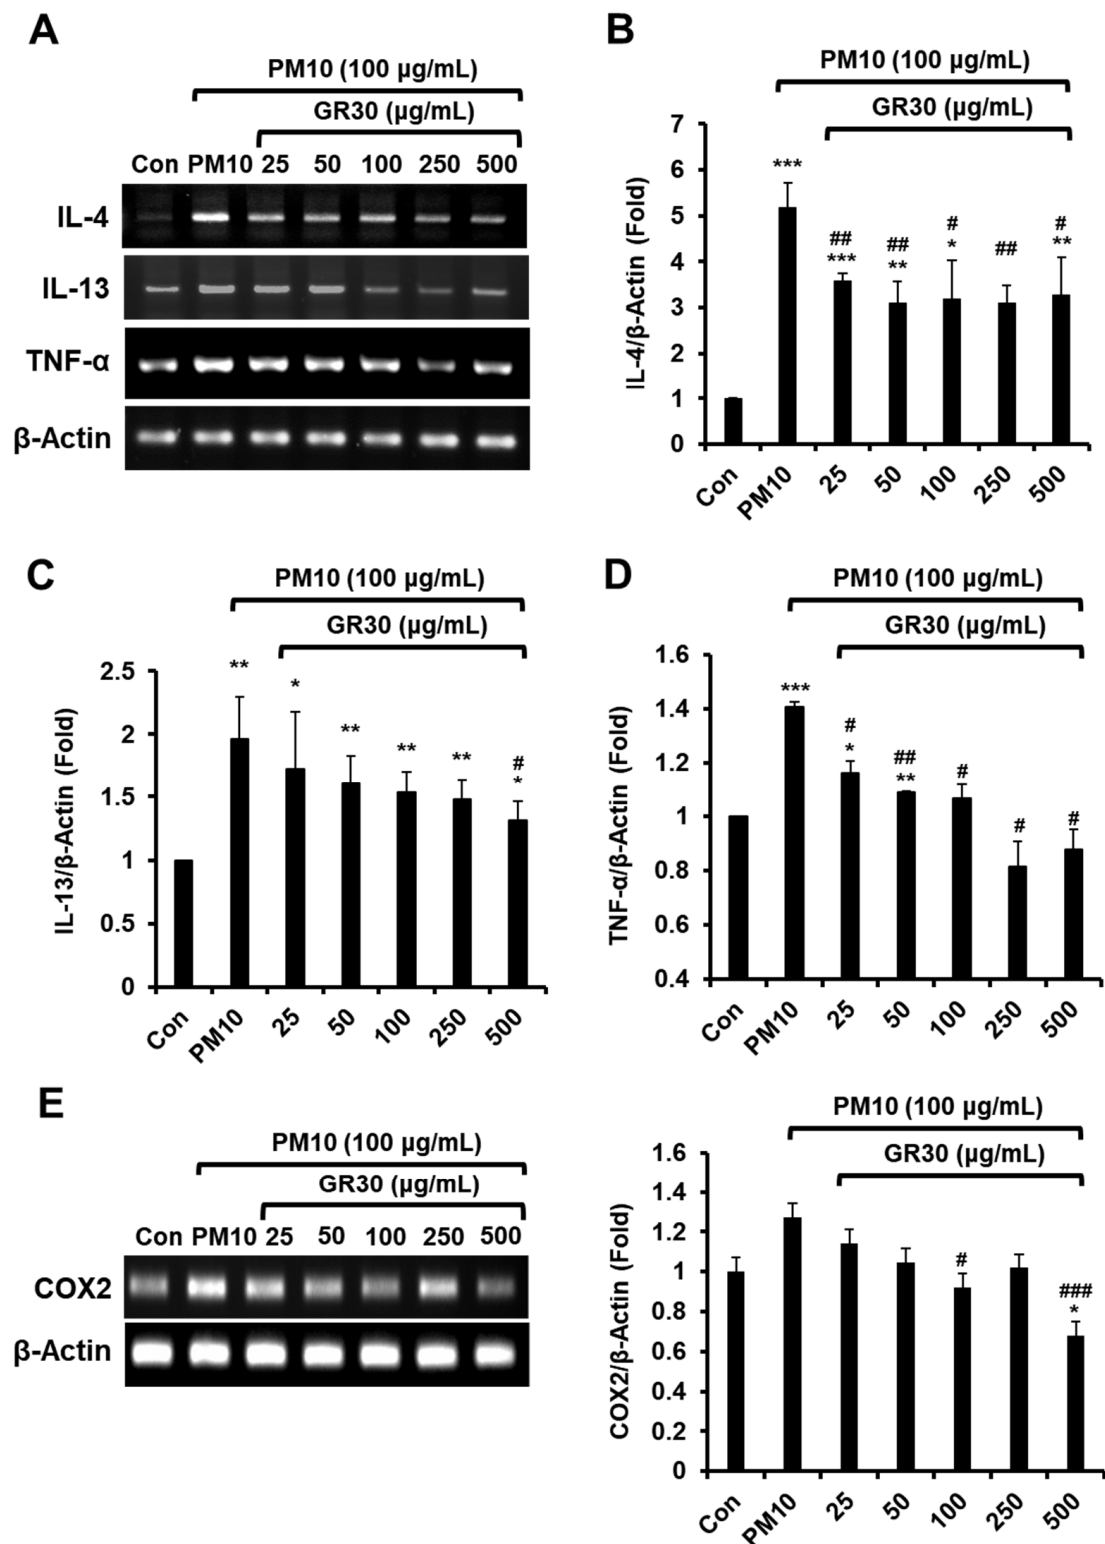 A
PM10 (100 µg/mL)
GR30 (µg/mL)
Con PM10 25 50 100 250 500
IL-4
IL-13
TNF-α
β-Actin
B
PM10 (100 µg/mL)
GR30 (µg/mL)
IL-4/β-Actin (Fold)
7
6
5
4
3
2
1
0
***
##
***
##
**
#
*
##
#
**
Con PM10 25 50 100 250 500
C
PM10 (100 µg/mL)
GR30 (µg/mL)
IL-13/β-Actin (Fold)
2.5
2
1.5
1
0.5
0
**
*
**
**
**
#
*
Con PM10 25 50 100 250 500
D
PM10 (100 µg/mL)
GR30 (µg/mL)
TNF-α/β-Actin (Fold)
1.6
1.4
1.2
1
0.8
0.6
0.4
***
#
*
##
**
#
#
#
Con PM10 25 50 100 250 500
E
PM10 (100 µg/mL)
GR30 (µg/mL)
Con PM10 25 50 100 250 500
COX2
β-Actin
PM10 (100 µg/mL)
GR30 (µg/mL)
COX2/β-Actin (Fold)
1.6
1.4
1.2
1
0.8
0.6
0.4
0.2
0
#
###
*
Con PM10 25 50 100 250 500